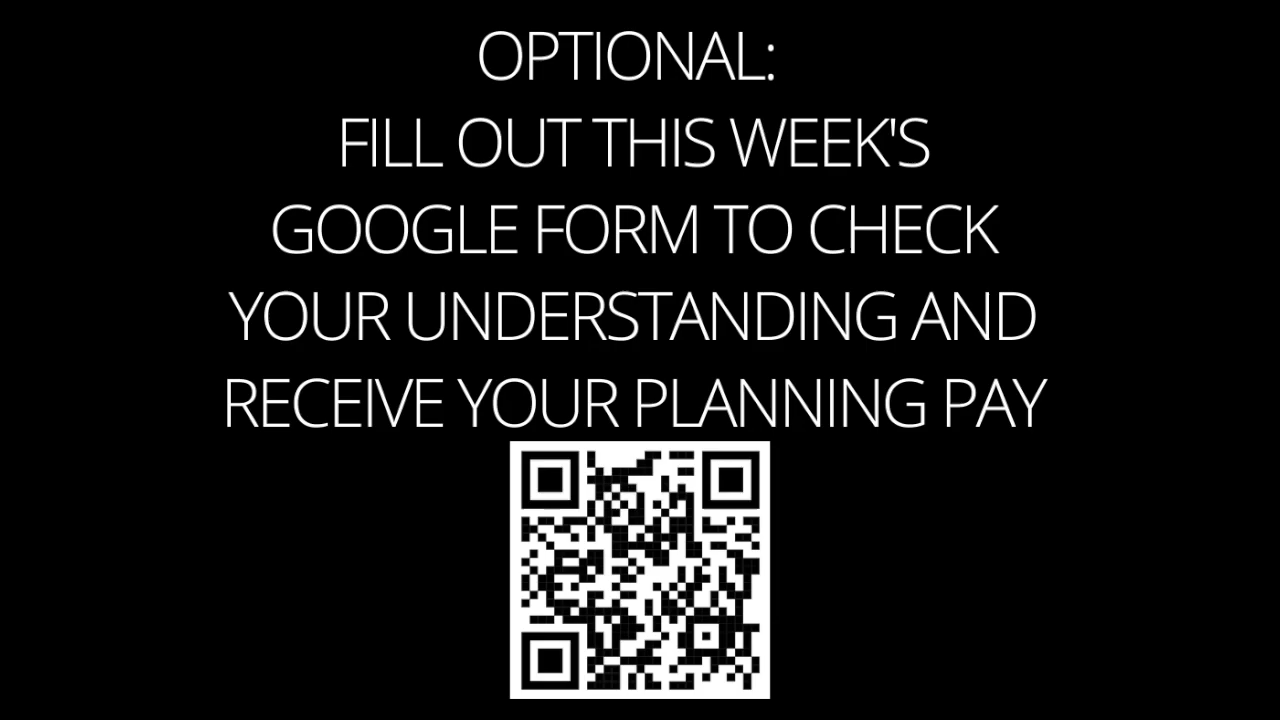 OPTIONAL:
FILL OUT THIS WEEK'S
GOOGLE FORM TO CHECK
YOUR UNDERSTANDING AND
RECEIVE YOUR PLANNING PAY